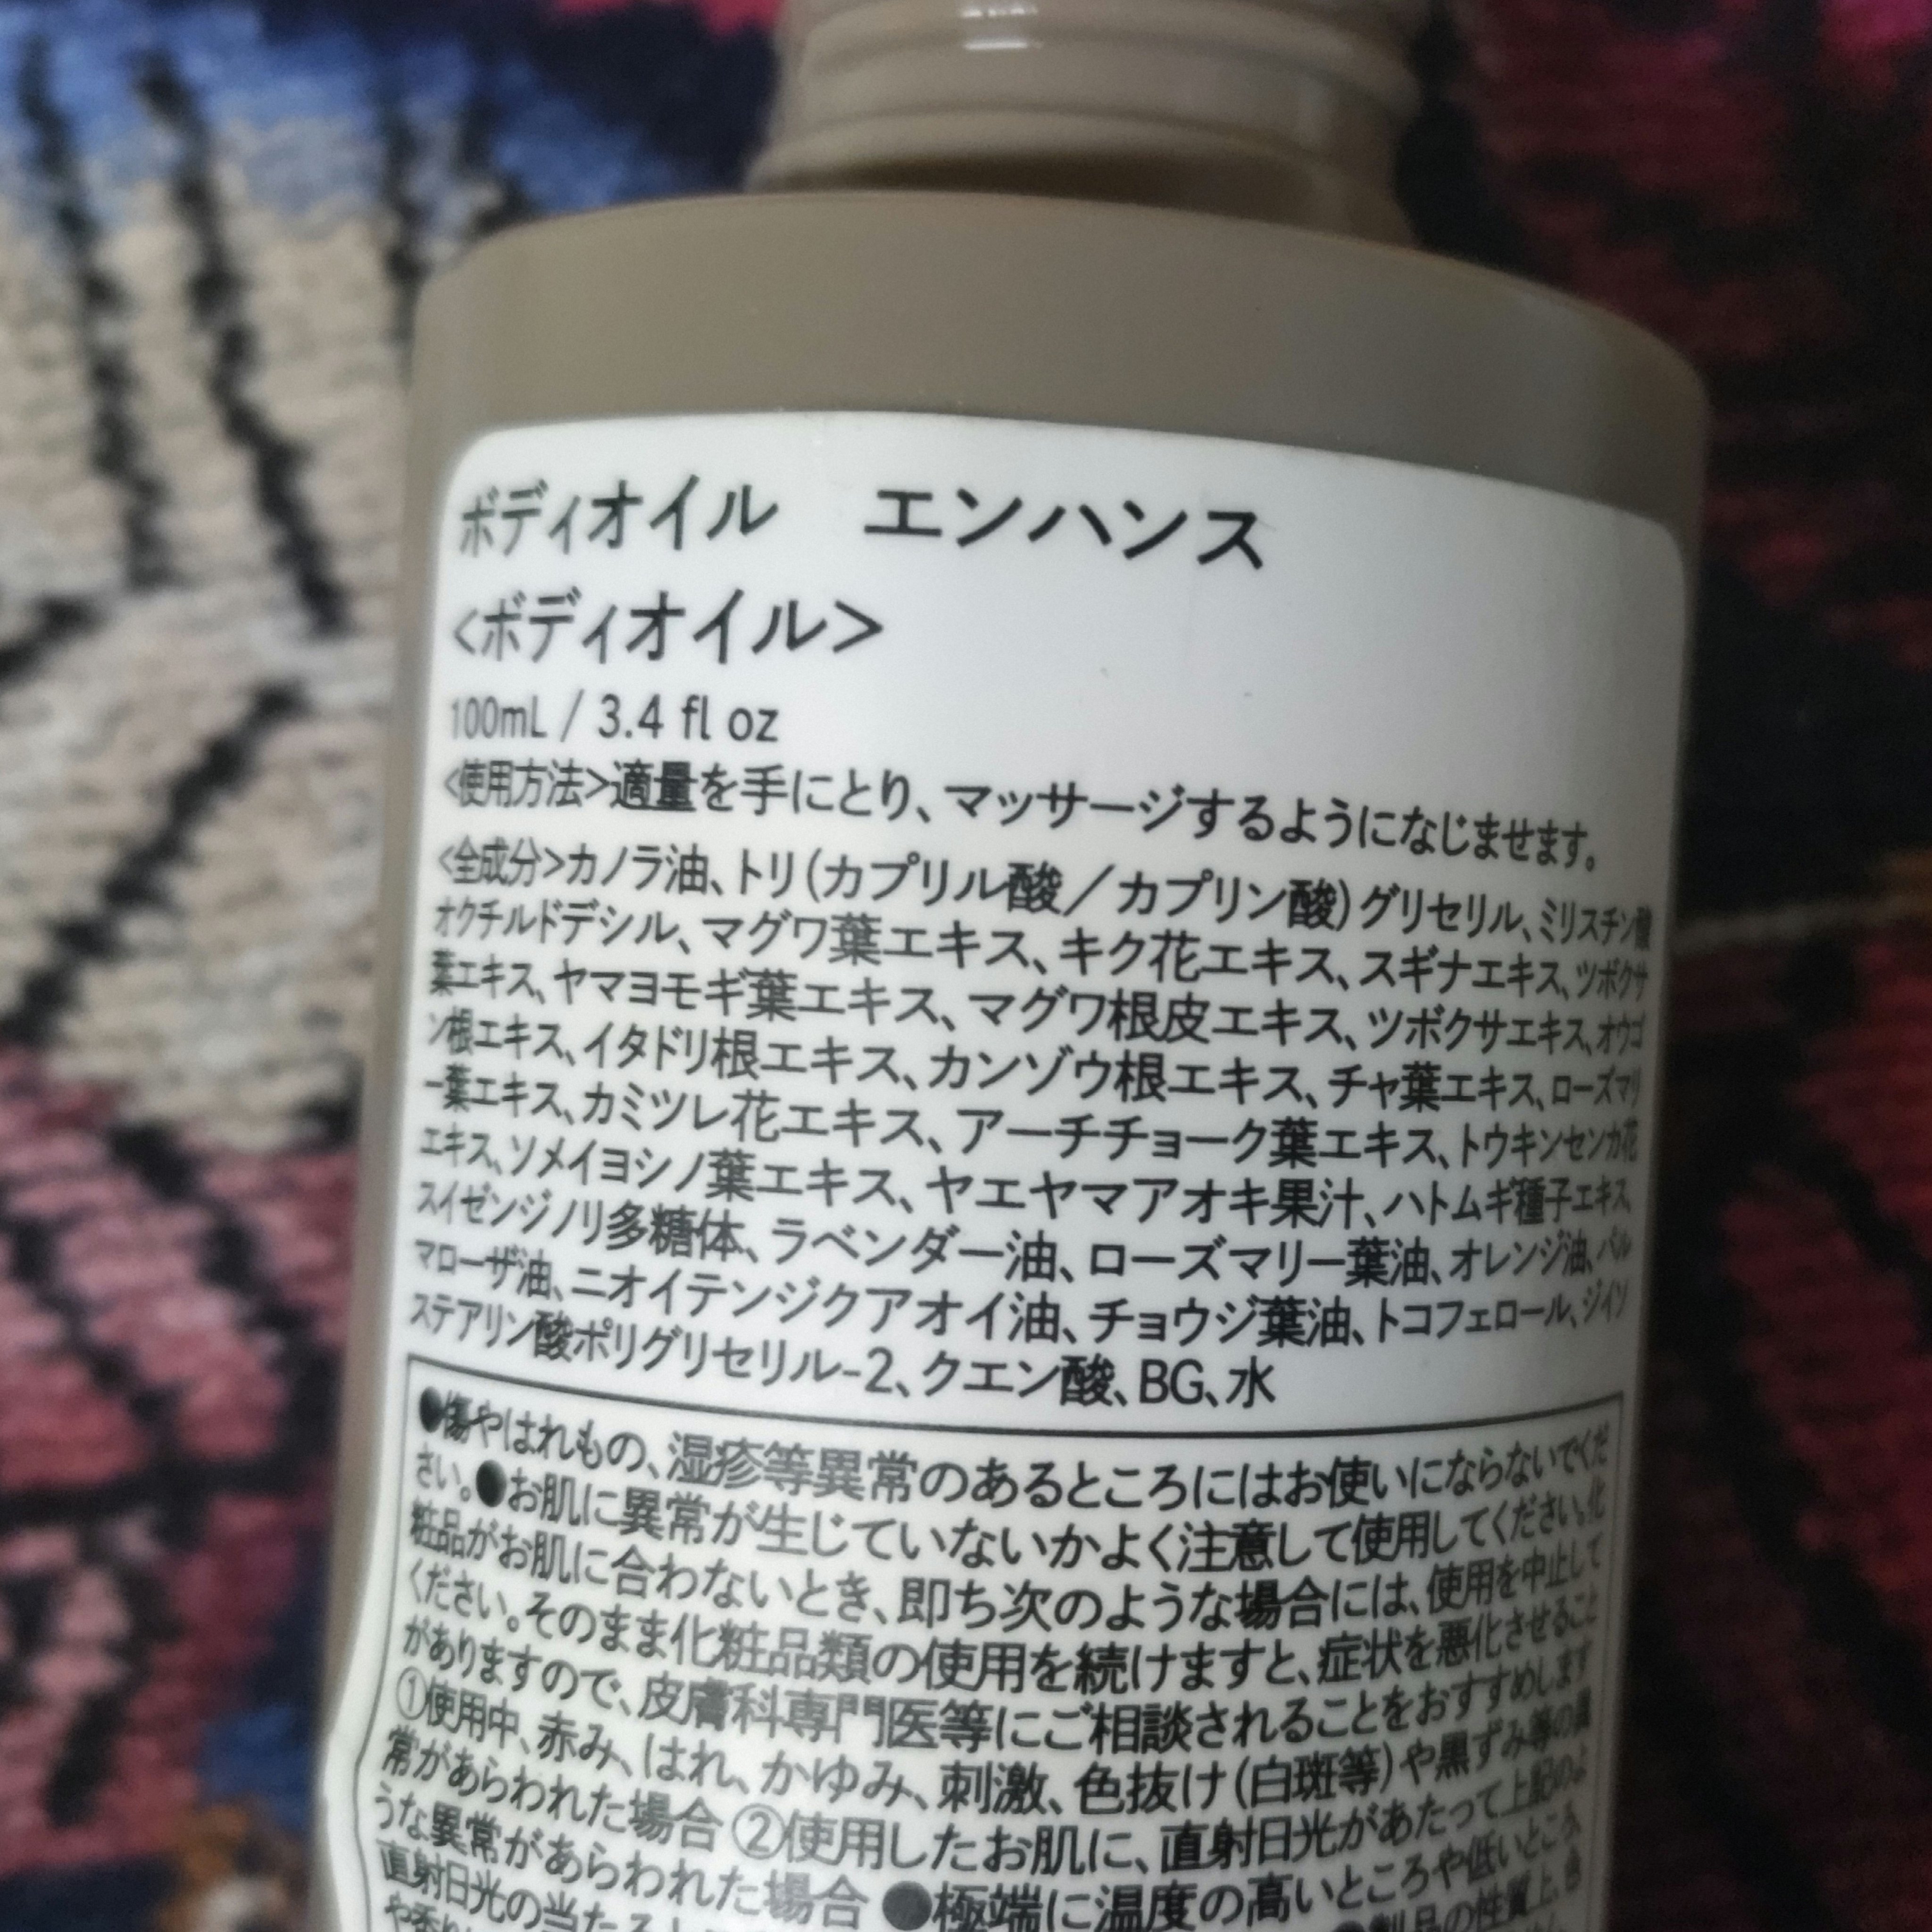 ボディオイル　エンハンス
<ボディオイル>
100mL / 3.4 fl oz
<使用方法>適量を手にとり、マッサージするようになじませます。
<全成分>カノラ油、トリ(カプリル酸/カプリン酸)グリセリル、ミリスチン酸
オクチルドデシル、マグワ葉エキス、キク花エキス、スギナエキス、ツボクサ
葉エキス、ヤマヨモギ葉エキス、マグワ根皮エキス、ツボクサエキス、オウゴ
ン根エキス、イタドリ根エキス、カンゾウ根エキス、チャ葉エキス、ローズマリ
ー葉エキス、カミツレ花エキス、アーチチョーク葉エキス、トウキンセンカ花
エキス、ソメイヨシノ葉エキス、ヤエヤマアオキ果汁、ハトムギ種子エキス、
スイゼンジノリ多糖体、ラベンダー油、ローズマリー葉油、オレンジ油、パル
マローザ油、ニオイテンジクアオイ油、チョウジ葉油、トコフェロール、ジイソ
ステアリン酸ポリグリセリル-2、クエン酸、BG、水
●傷やはれもの、湿疹等異常のあるところにはお使いにならないでくだ
さい。●お肌に異常が生じていないかよく注意して使用してください。化
粧品がお肌に合わないとき、即ち次のような場合には、使用を中止して
ください。そのまま化粧品類の使用を続けますと、症状を悪化させること
がありますので、皮膚科専門医等にご相談されることをおすすめします
①使用中、赤み、はれ、かゆみ、刺激、色抜け(白斑等)や黒ずみ等の異
常があらわれた場合 ②使用したお肌に、直射日光があたって上記のよ
うな異常があらわれた場合 ●極端に温度の高いところや低いところ、
直射日光の当たると
製品の性質上、色